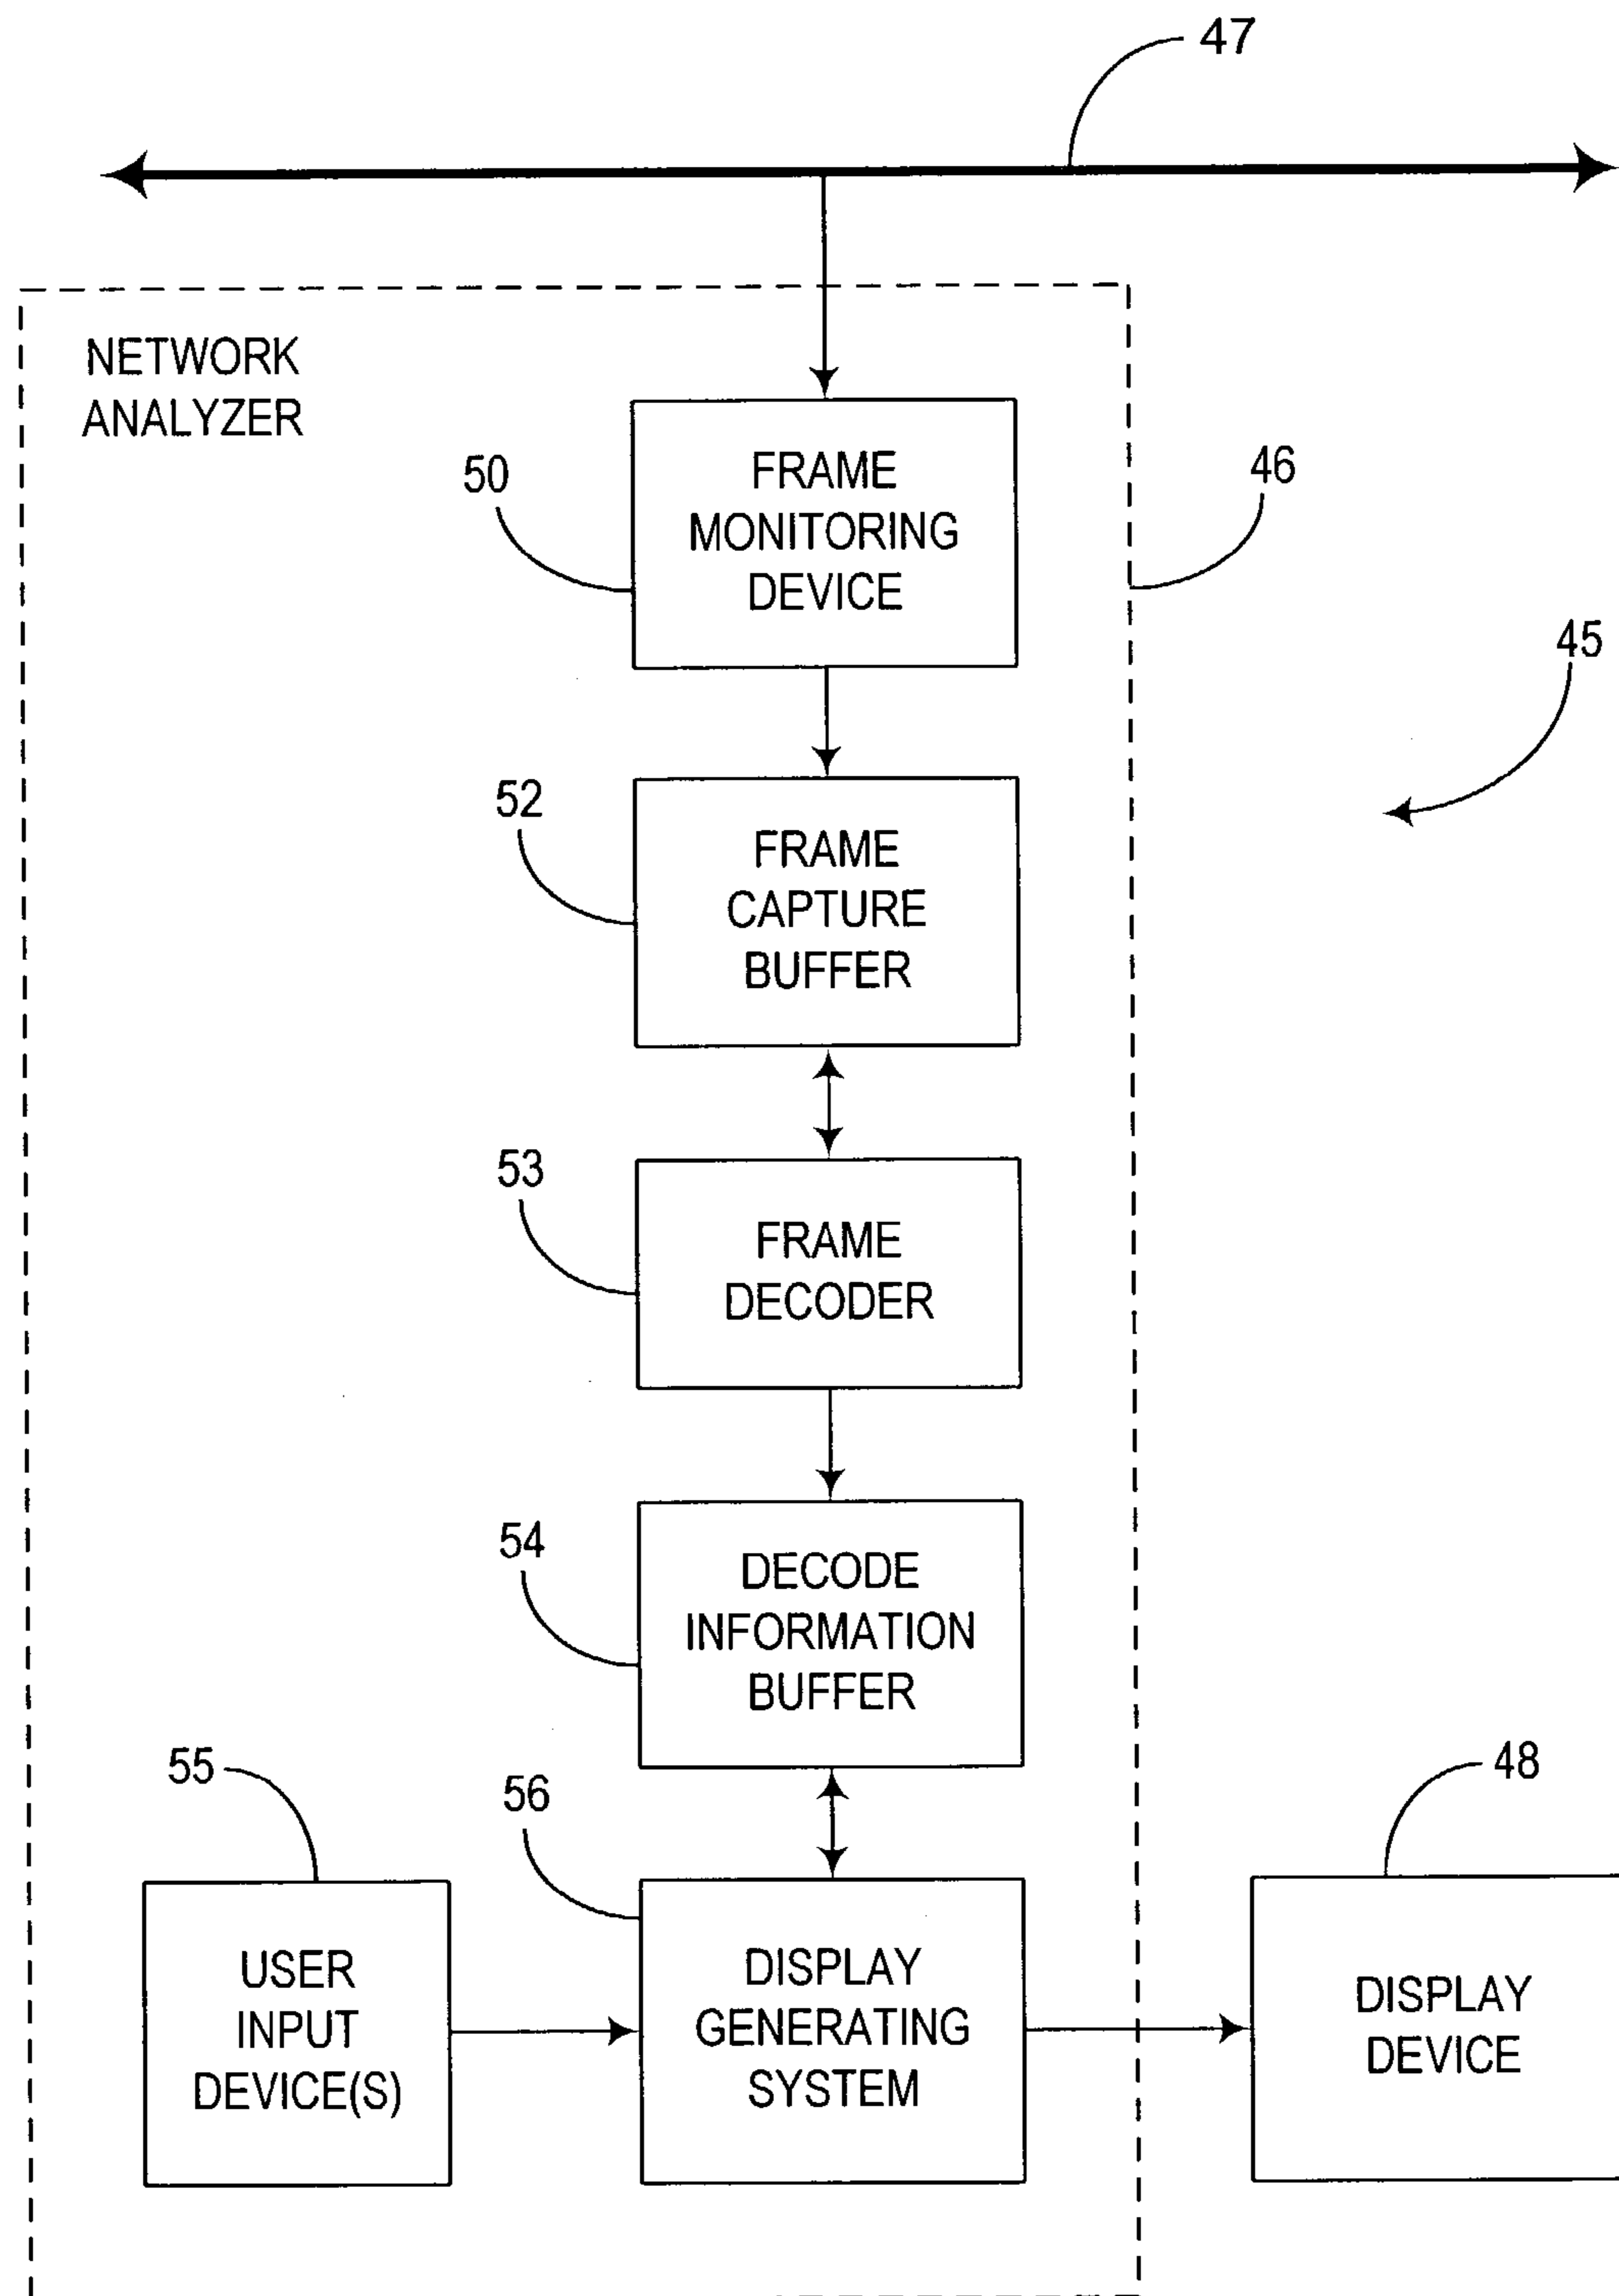 47
NETWORK
ANALYZER
50
FRAME
MONITORING
DEVICE
46
45
52
FRAME
CAPTURE
BUFFER
53
FRAME
DECODER
54
DECODE
INFORMATION
BUFFER
55
56
48
USER
INPUT
DEVICE(S)
DISPLAY
GENERATING
SYSTEM
DISPLAY
DEVICE